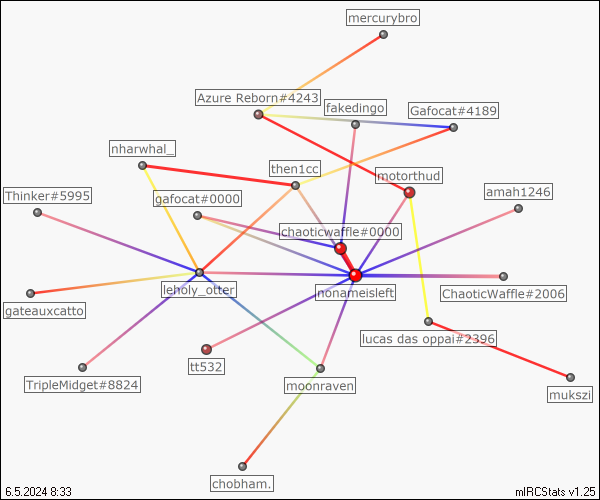 mercurybro
Azure Reborn#4243
fakedingo
Gafocat#4189
nharwhal_
then1cc
motorthud
Thinker#5995
gafocat#0000
amah1246
chaoticwaffle#0000
leholy_otter
nonameisleft
ChaoticWaffle#2006
gateauxcatto
lucas das oppai#2396
tt532
TripleMidget#8824
moonraven
mukszi
chobham.
6.5.2024 8:33
mIRCStats v1.25